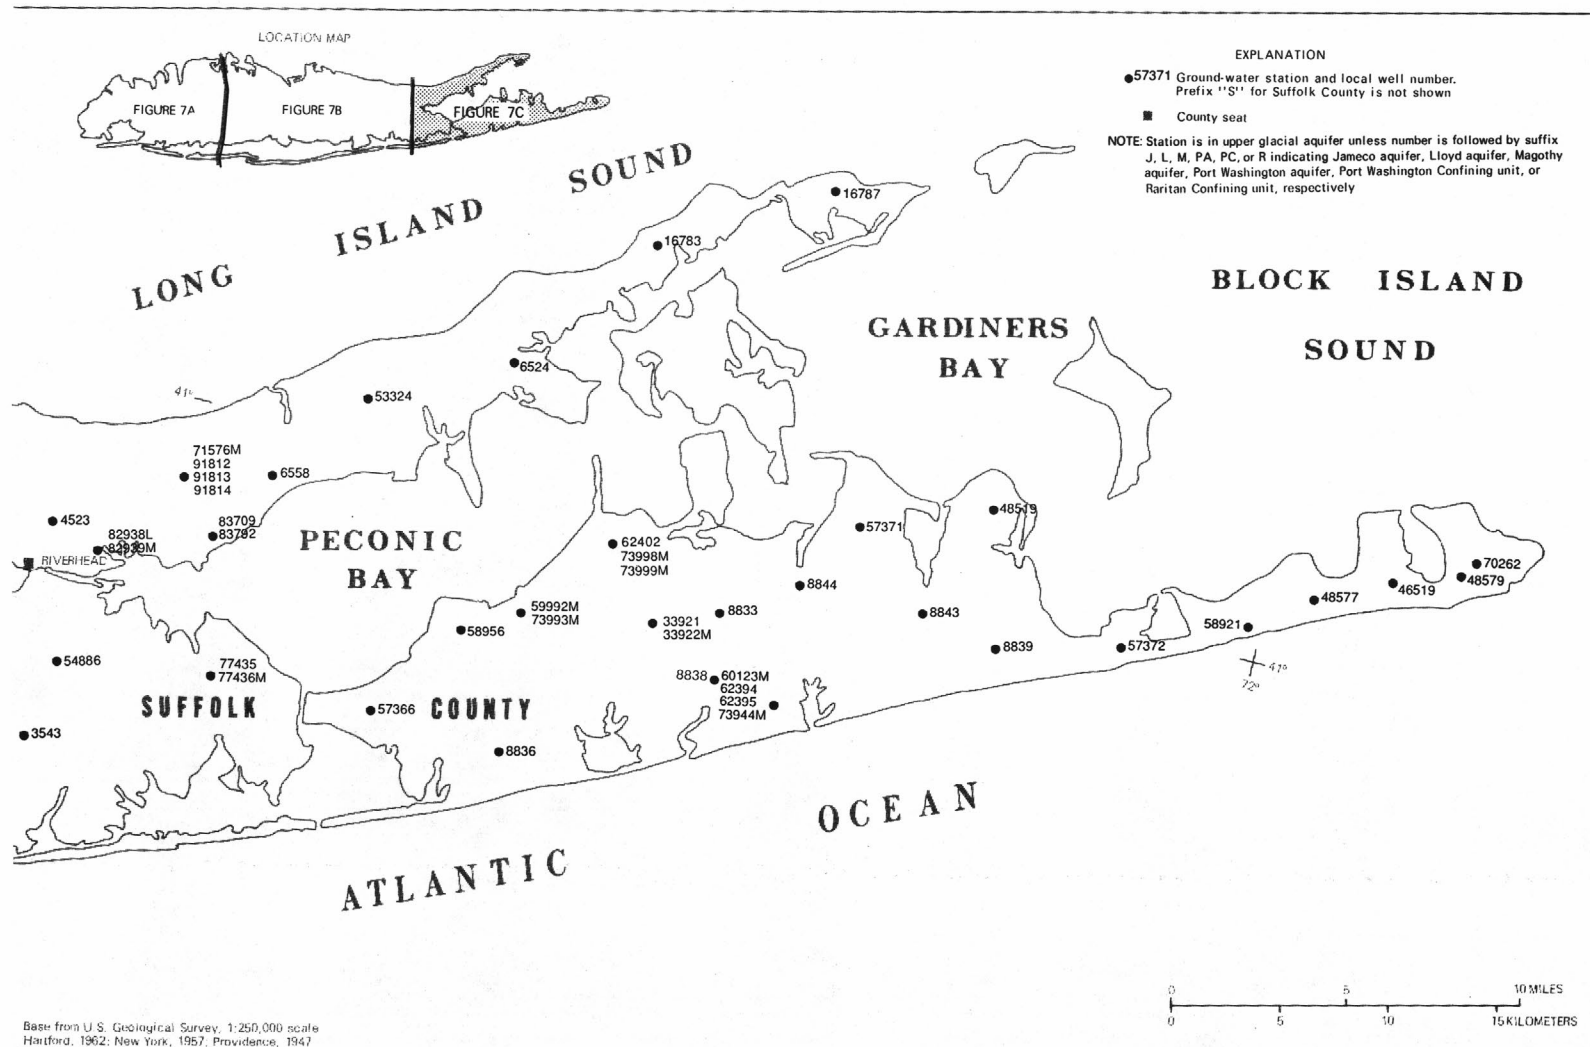 LOCATION MAP
FIGURE 7A
FIGURE 7B
FIGURE 7C
EXPLANATION
57371 Ground-water station and local well number.
Prefix "S" for Suffolk County is not shown
County seat
NOTE: Station is in upper glacial aquifer unless number is followed by suffix
J, L, M, PA, PC, or R indicating Jameco aquifer, Lloyd aquifer, Magothy
aquifer, Port Washington aquifer, Port Washington Confining unit, or
Raritan Confining unit, respectively
LONG ISLAND SOUND
16787
16783
BLOCK ISLAND
SOUND
GARDINERS
BAY
6524
53324
41°
71576M
91812
91813
91814
6558
4523
82938L
82939M
83709
83792
RIVERHEAD
PECONIC
BAY
62402
73998M
73999M
57371
48519
8844
70262
48579
46519
48577
59992M
73993M
58956
33921
33922M
8833
8843
58921
8839
57372
41°
72°
54886
77435
77436M
8838
60123M
62394
62395
73944M
SUFFOLK COUNTY
57366
3543
8836
ATLANTIC OCEAN
0 5 10 MILES
0 5 10 15 KILOMETERS
Base from U.S. Geological Survey, 1:250,000 scale
Hartford, 1962; New York, 1957; Providence, 1947